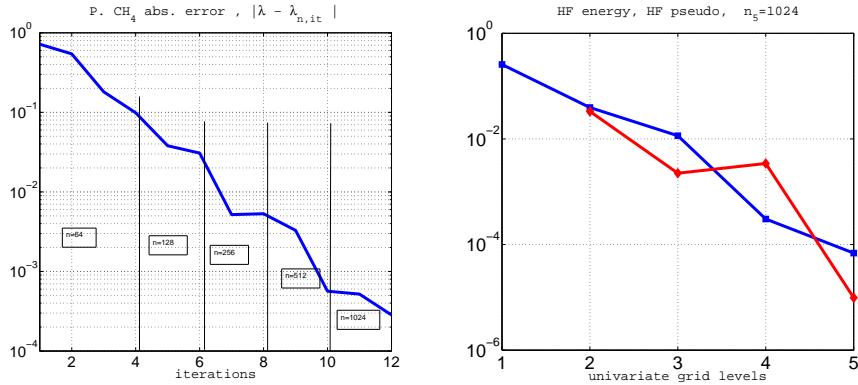 P. CH4 abs. error , |λ − λn,it |
10^0
10^−1
10^−2
10^−3
10^−4
n=64
n=128
n=256
n=512
n=1024
2 4 6 8 10 12
iterations
HF energy, HF pseudo, n5=1024
10^0
10^−2
10^−4
10^−6
1 2 3 4 5
univariate grid levels